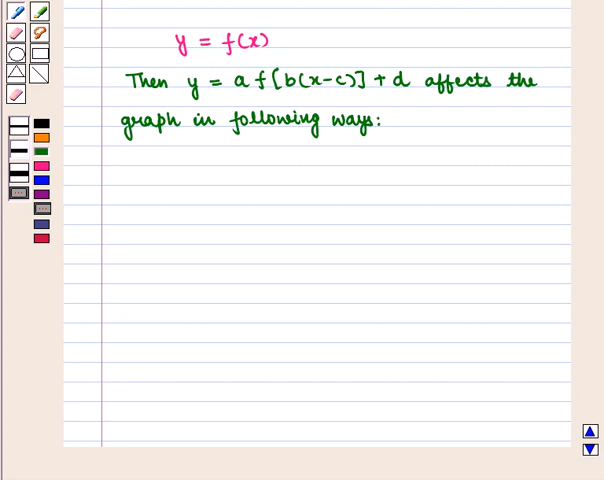 y = f(x)
Then y = a f [b(x-c)] + d affects the
graph in following ways: